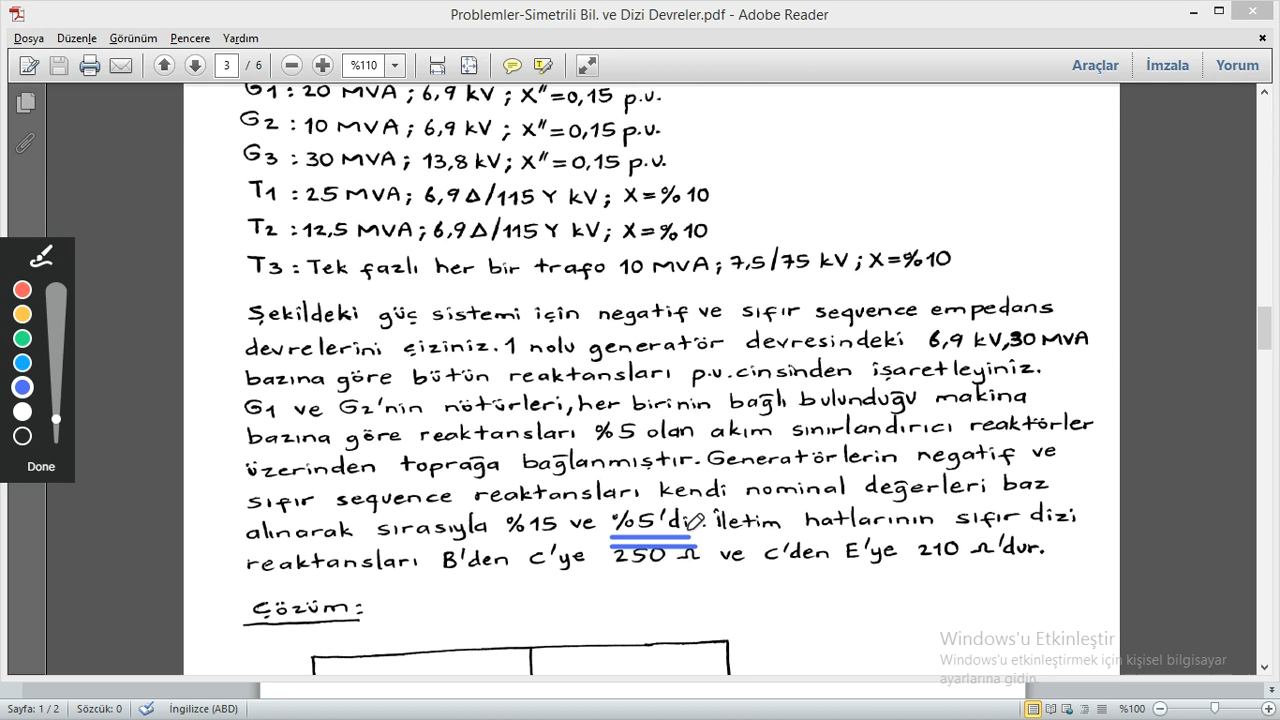 Problemler-Simetrili Bil. ve Dizi Devreler.pdf - Adobe Reader
Dosya Düzenle Görünüm Pencere Yardım
3 / 6 %110 Araçlar İmzala Yorum
G1 : 20 MVA ; 6,9 kV ; X"=0,15 p.u.
G2 : 10 MVA ; 6,9 kV ; X"=0,15 p.u.
G3 : 30 MVA ; 13,8 kV ; X"=0,15 p.u.
T1 : 25 MVA ; 6,9 Δ/115 Y kV ; X=%10
T2 : 12,5 MVA ; 6,9Δ/115 Y kV ; X=%10
T3 : Tek fazlı her bir trafo 10 MVA ; 7,5/75 kV ; X=%10
Şekildeki güç sistemi için negatif ve sıfır sequence empedans
devrelerini çiziniz. 1 nolu generatör devresindeki 6,9 kV,30 MVA
bazına göre bütün reaktansları p.u. cinsinden işaretleyiniz.
G1 ve G2'nin nötürleri, her birinin bağlı bulunduğu makina
bazına göre reaktansları %5 olan akım sınırlandırıcı reaktörler
üzerinden toprağa bağlanmıştır. Generatörlerin negatif ve
sıfır sequence reaktansları kendi nominal değerleri baz
alınarak sırasıyla %15 ve %5'dir. İletim hatlarının sıfır dizi
reaktansları B'den C'ye 250 Ω ve C'den E'ye 210 Ω'dur.
Çözüm :
Done
Windows'u Etkinleştir
Windows'u etkinleştirmek için kişisel bilgisayar
ayarlarına gidin.
Sayfa: 1 / 2 Sözcük: 0 İngilizce (ABD) %100